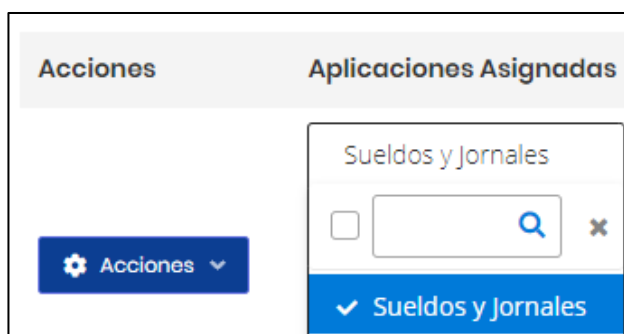 Acciones
Aplicaciones Asignadas
Sueldos y Jornales
Acciones
Sueldos y Jornales